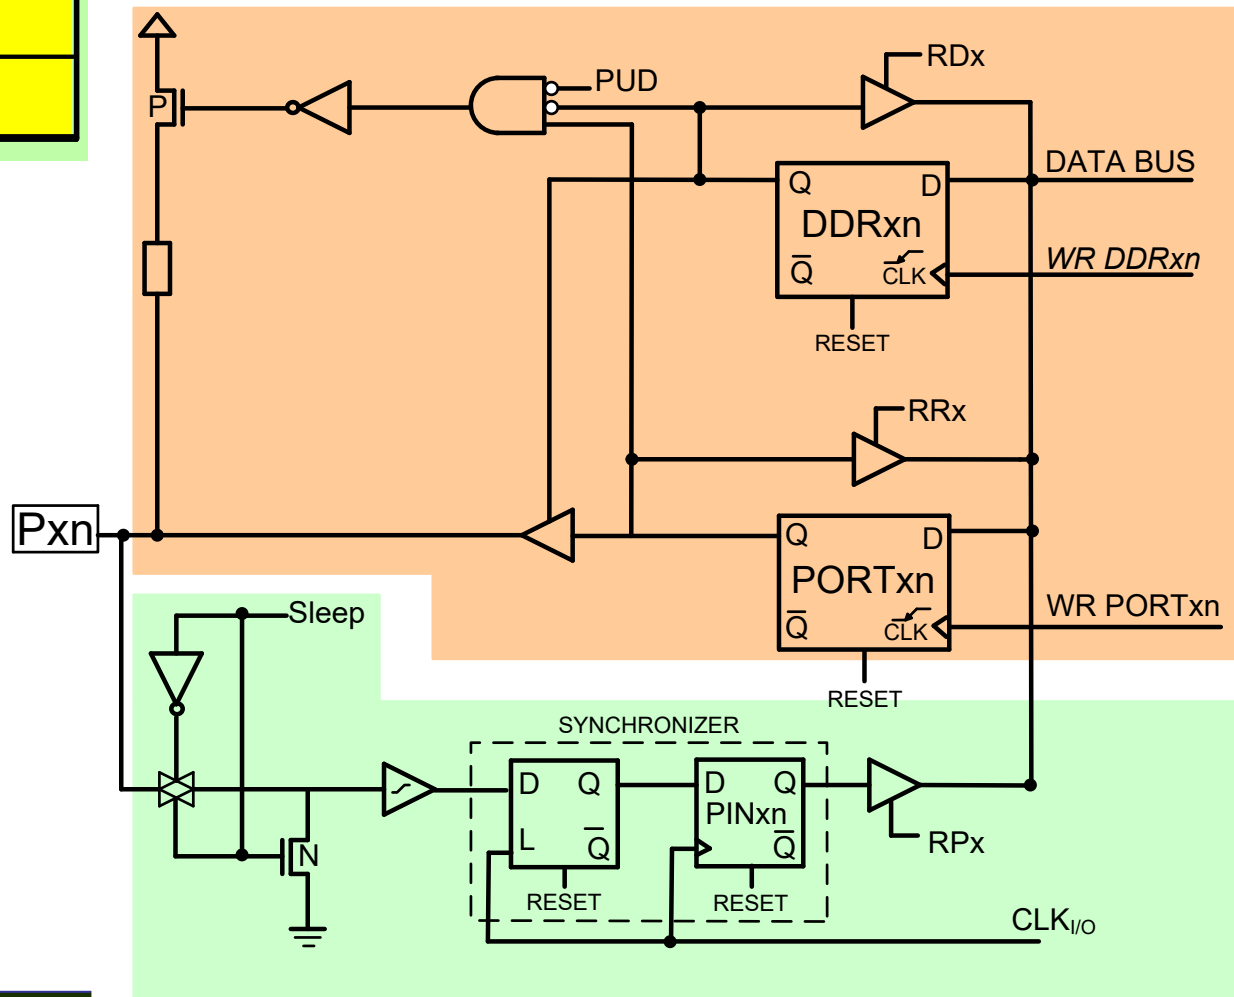 RDx
PUD
P
DATA BUS
Q D
DDRxn
WR DDRxn
Q̅ CLK
RESET
RRx
Pxn
Q D
PORTxn
WR PORTxn
Q̅ CLK
RESET
Sleep
SYNCHRONIZER
D Q
D Q
PINxn
L Q̅
Q̅
RPx
N
RESET
RESET
CLKI/O